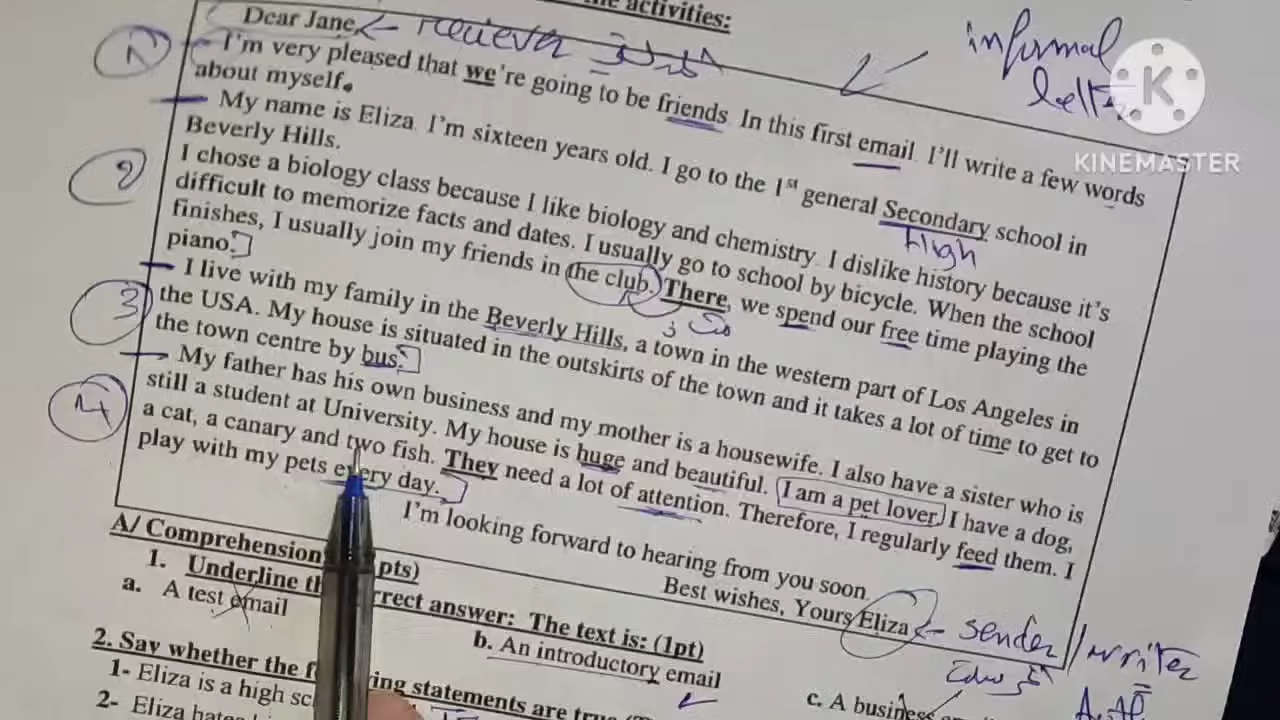 activities:
informal
letter
Dear Jane
I'm very pleased that we're going to be friends. In this first email. I'll write a few words
about myself.
My name is Eliza. I'm sixteen years old. I go to the 1st general Secondary school in
Beverly Hills.
high
I chose a biology class because I like biology and chemistry. I dislike history because it's
difficult to memorize facts and dates. I usually go to school by bicycle. When the school
finishes, I usually join my friends in the club. There, we spend our free time playing the
piano.
I live with my family in the Beverly Hills, a town in the western part of Los Angeles in
the USA. My house is situated in the outskirts of the town and it takes a lot of time to get to
the town centre by bus.
My father has his own business and my mother is a housewife. I also have a sister who is
still a student at University. My house is huge and beautiful. I am a pet lover. I have a dog,
a cat, a canary and two fish. They need a lot of attention. Therefore, I regularly feed them. I
play with my pets every day.
I'm looking forward to hearing from you soon.
Best wishes, Yours Eliza
sender / writer
A/ Comprehension pts)
1. Underline the correct answer: The text is: (1pt)
a. A test email
b. An introductory email
c. A business
2. Say whether the statements are
1- Eliza is a high
2- Eliza
1
2
3
4
K
KINEMASTER